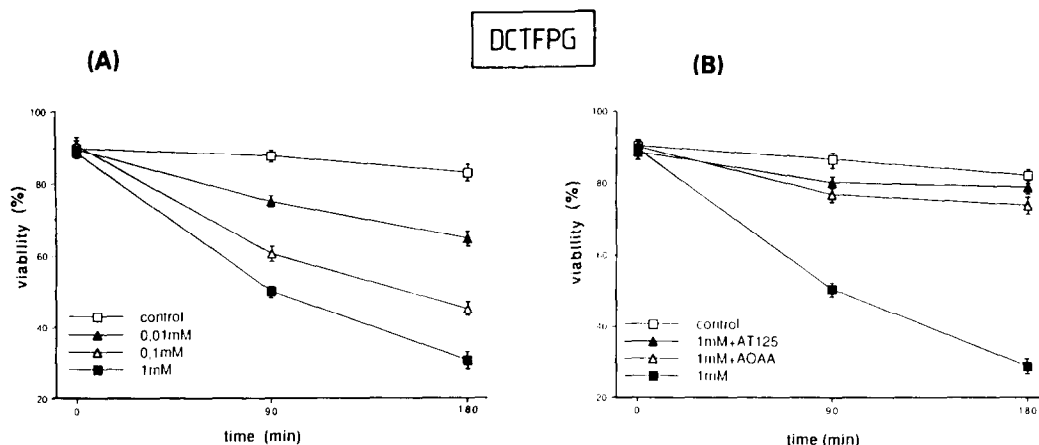 DCTFPG
(A)
100
80
60
40
20
viability (%)
control
0,01mM
0,1mM
1mM
0
90
180
time (min)
(B)
100
80
40
20
viability (%)
control
1mM+AT125
1mM+AOAA
1mM
0
90
180
time (min)